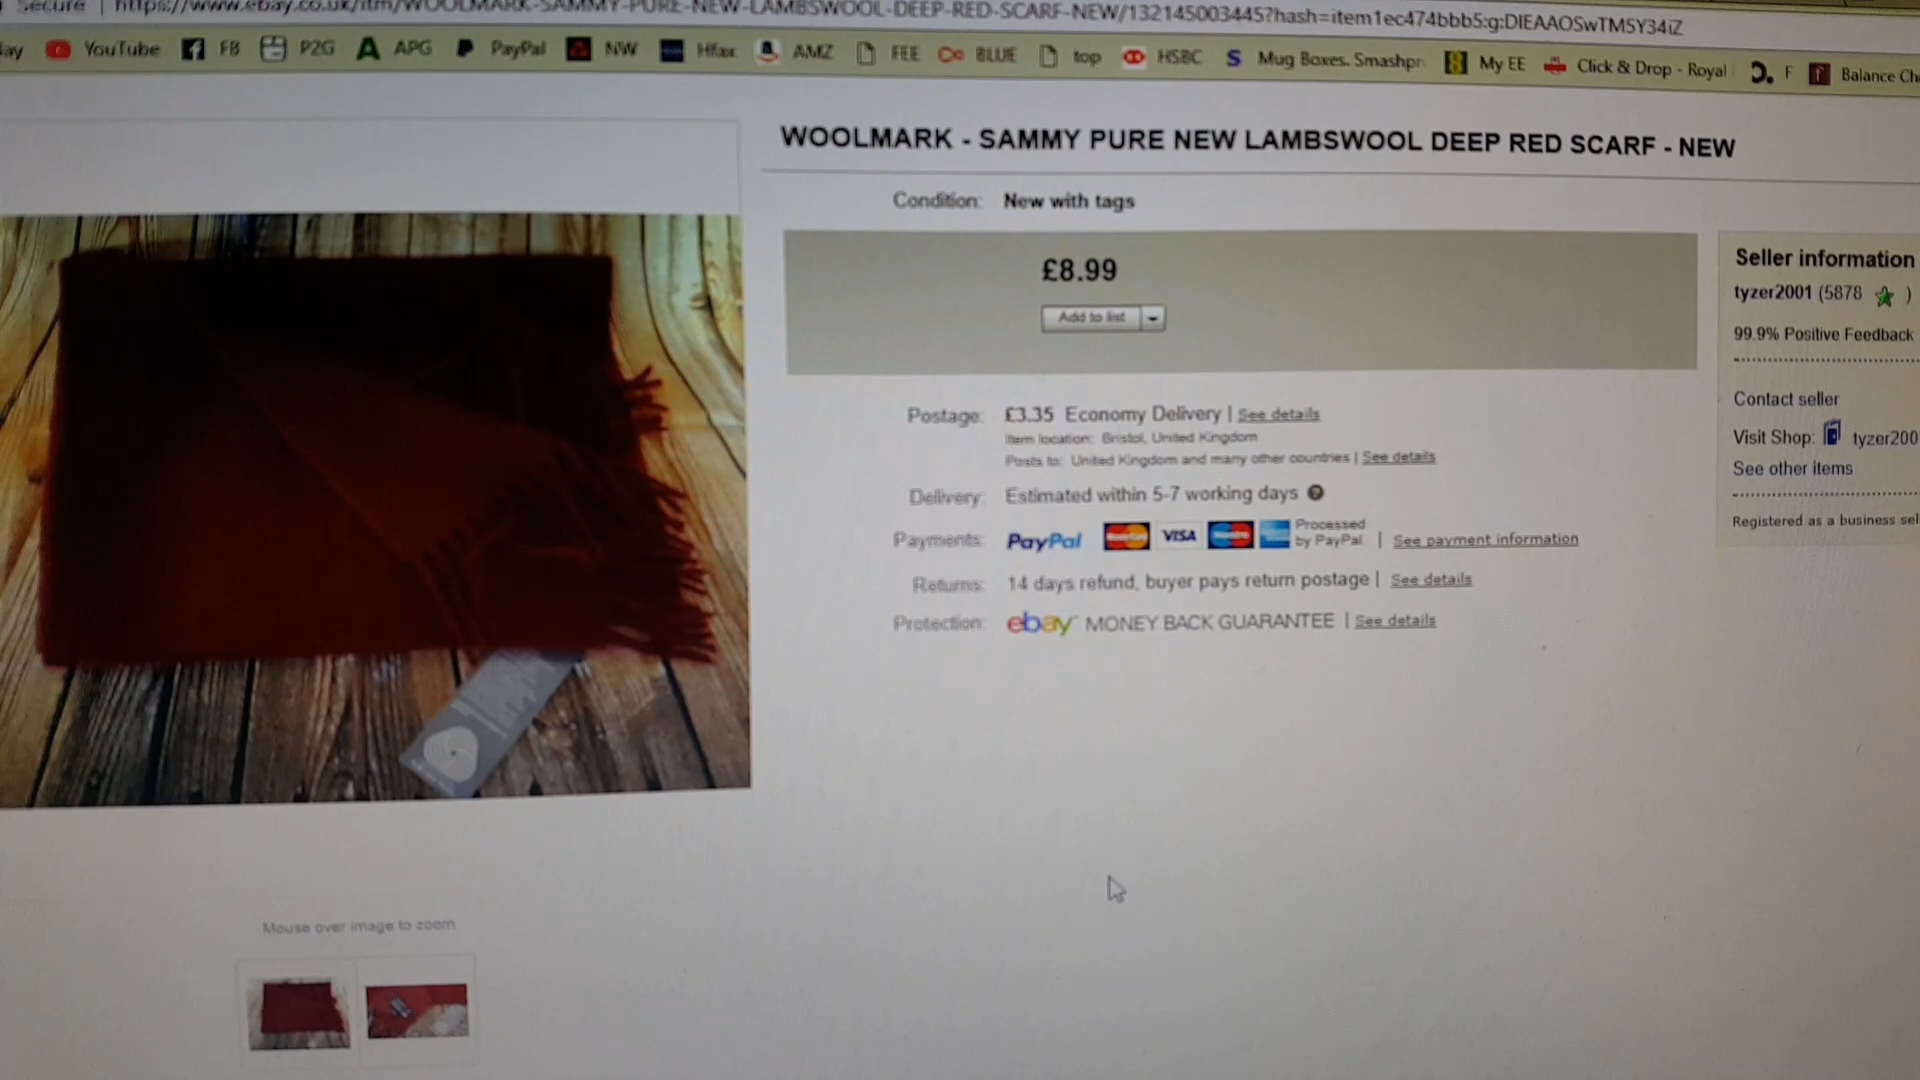 Secure | https://www.ebay.co.uk/itm/WOOLMARK-SAMMY-PURE-NEW-LAMBSWOOL-DEEP-RED-SCARF-NEW/132145003445?hash=item1ec474bbb5:g:DIEAAOSwTM5Y34iZ
YouTube FB P2G APG PayPal NW Hfax AMZ FEE BLUE top HSBC Mug Boxes. Smashpr My EE Click & Drop - Royal F Balance Ch
WOOLMARK - SAMMY PURE NEW LAMBSWOOL DEEP RED SCARF - NEW
Condition: New with tags
£8.99
Add to list
Postage: £3.35 Economy Delivery | See details
Item location: Bristol, United Kingdom
Posts to: United Kingdom and many other countries | See details
Delivery: Estimated within 5-7 working days
Payments: PayPal MasterCard VISA Processed by PayPal | See payment information
Returns: 14 days refund, buyer pays return postage | See details
Protection: ebay MONEY BACK GUARANTEE | See details
Seller information
tyzer2001 (5878 )
99.9% Positive Feedback
Contact seller
Visit Shop: tyzer200
See other items
Registered as a business sel
Mouse over image to zoom